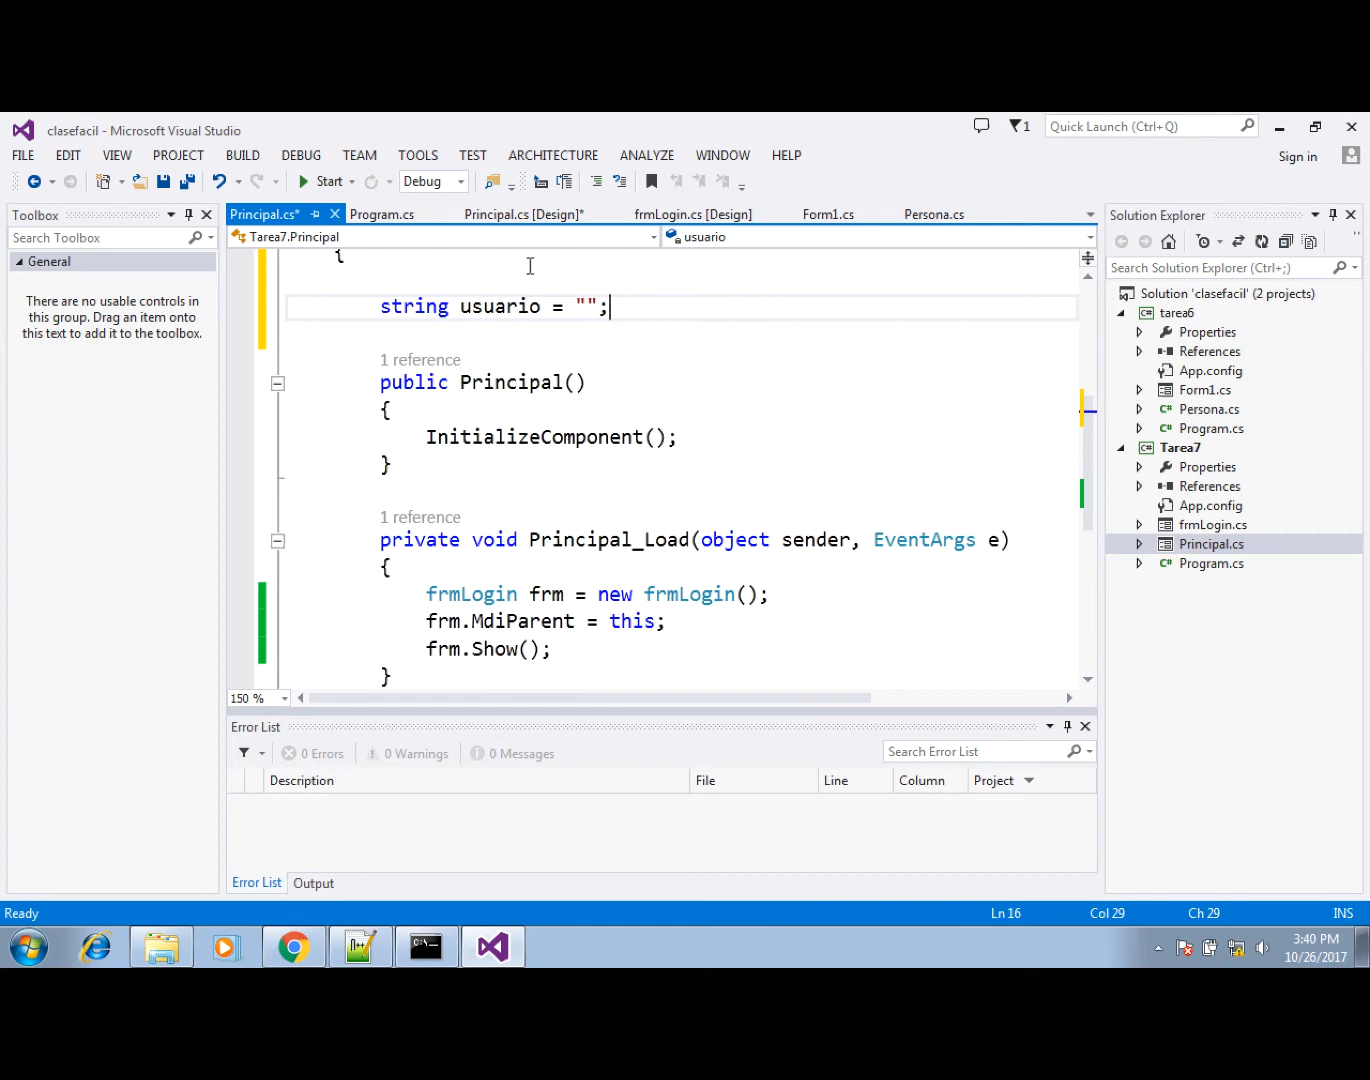 clasefacil - Microsoft Visual Studio
1
Quick Launch (Ctrl+Q)
FILE EDIT VIEW PROJECT BUILD DEBUG TEAM TOOLS TEST ARCHITECTURE ANALYZE WINDOW HELP
Sign in
Start Debug
Toolbox
Search Toolbox
General
There are no usable controls in
this group. Drag an item onto
this text to add it to the toolbox.
Principal.cs* Program.cs Principal.cs [Design]* frmLogin.cs [Design] Form1.cs Persona.cs
Tarea7.Principal usuario
{
string usuario = "";
1 reference
public Principal()
{
InitializeComponent();
}
1 reference
private void Principal_Load(object sender, EventArgs e)
{
frmLogin frm = new frmLogin();
frm.MdiParent = this;
frm.Show();
}
150 %
Error List
0 Errors 0 Warnings 0 Messages
Search Error List
Description File Line Column Project
Error List Output
Solution Explorer
Search Solution Explorer (Ctrl+;)
Solution 'clasefacil' (2 projects)
C# tarea6
Properties
References
App.config
Form1.cs
C# Persona.cs
C# Program.cs
C# Tarea7
Properties
References
App.config
frmLogin.cs
Principal.cs
C# Program.cs
Ready Ln 16 Col 29 Ch 29 INS
C:\
3:40 PM
10/26/2017